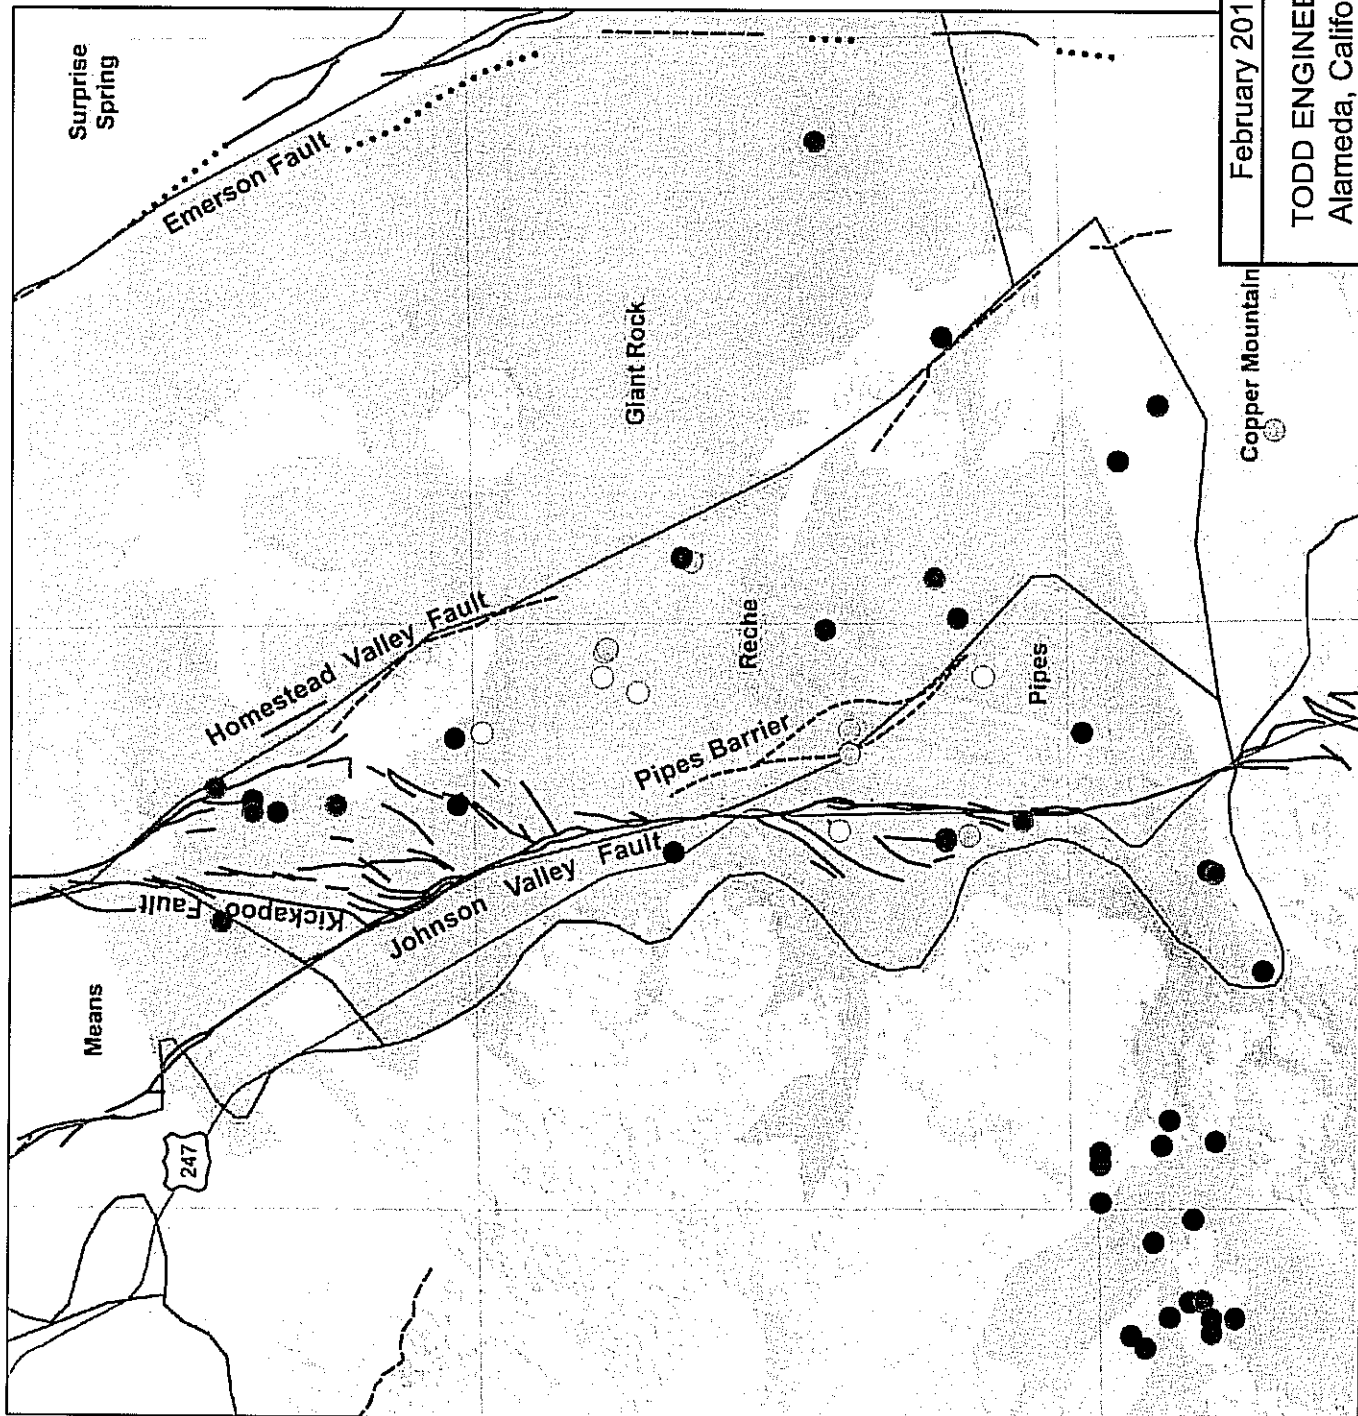 Surprise
Spring
Emerson Fault
Giant Rock
Homestead Valley Fault
Reche
Pipes Barrier
Pipes
Kickapoo Fault
Johnson Valley Fault
Means
247
Copper Mountain
February 201
TODD ENGINEE
Alameda, Califo